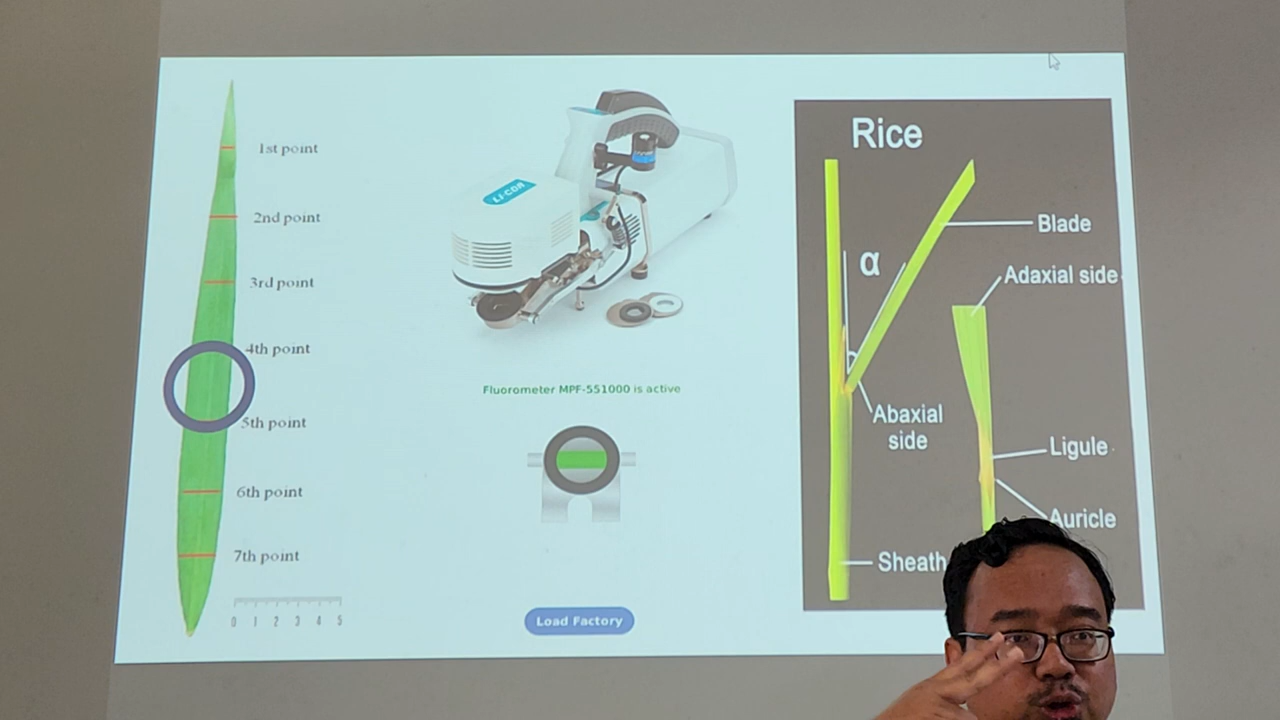 1st point
2nd point
3rd point
4th point
5th point
6th point
7th point
0 1 2 3 4 5
LI-COR
Fluorometer MPF-551000 is active
Load Factory
Rice
α
Blade
Adaxial side
Abaxial
side
Ligule
Auricle
Sheath